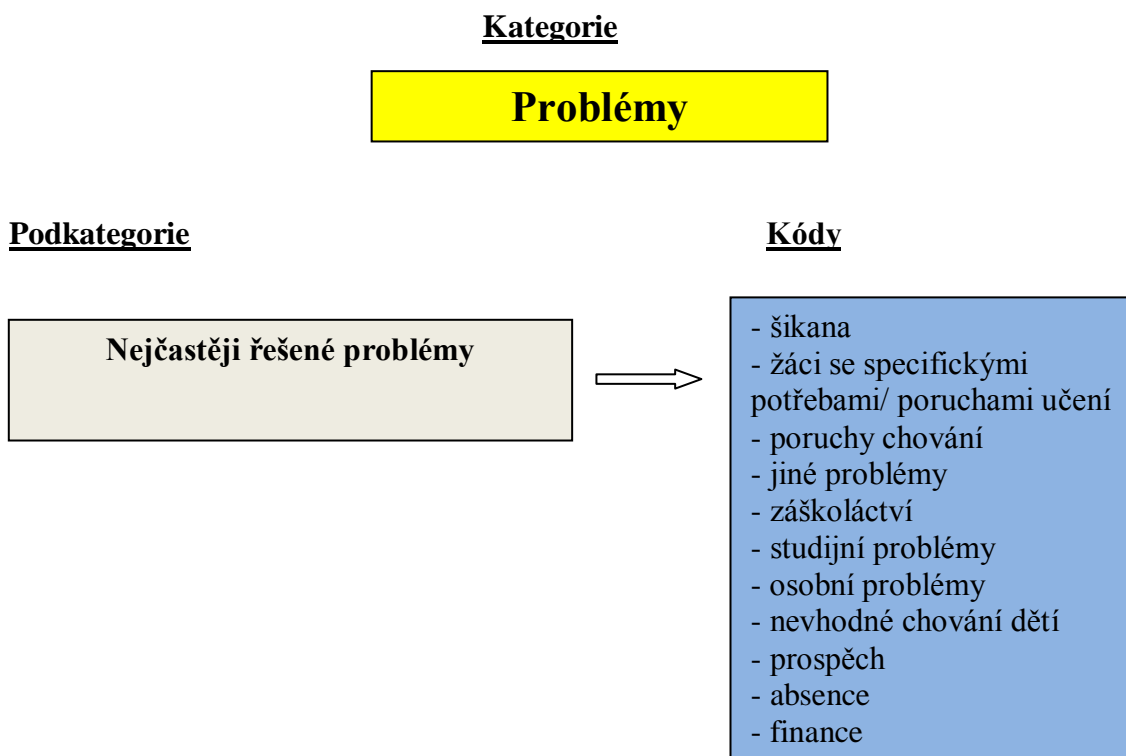 Kategorie
Problémy
Podkategorie
Kódy
Nejčastěji řešené problémy
- šikana
- žáci se specifickými
potřebami/ poruchami učení
- poruchy chování
- jiné problémy
- záškoláctví
- studijní problémy
- osobní problémy
- nevhodné chování dětí
- prospěch
- absence
- finance